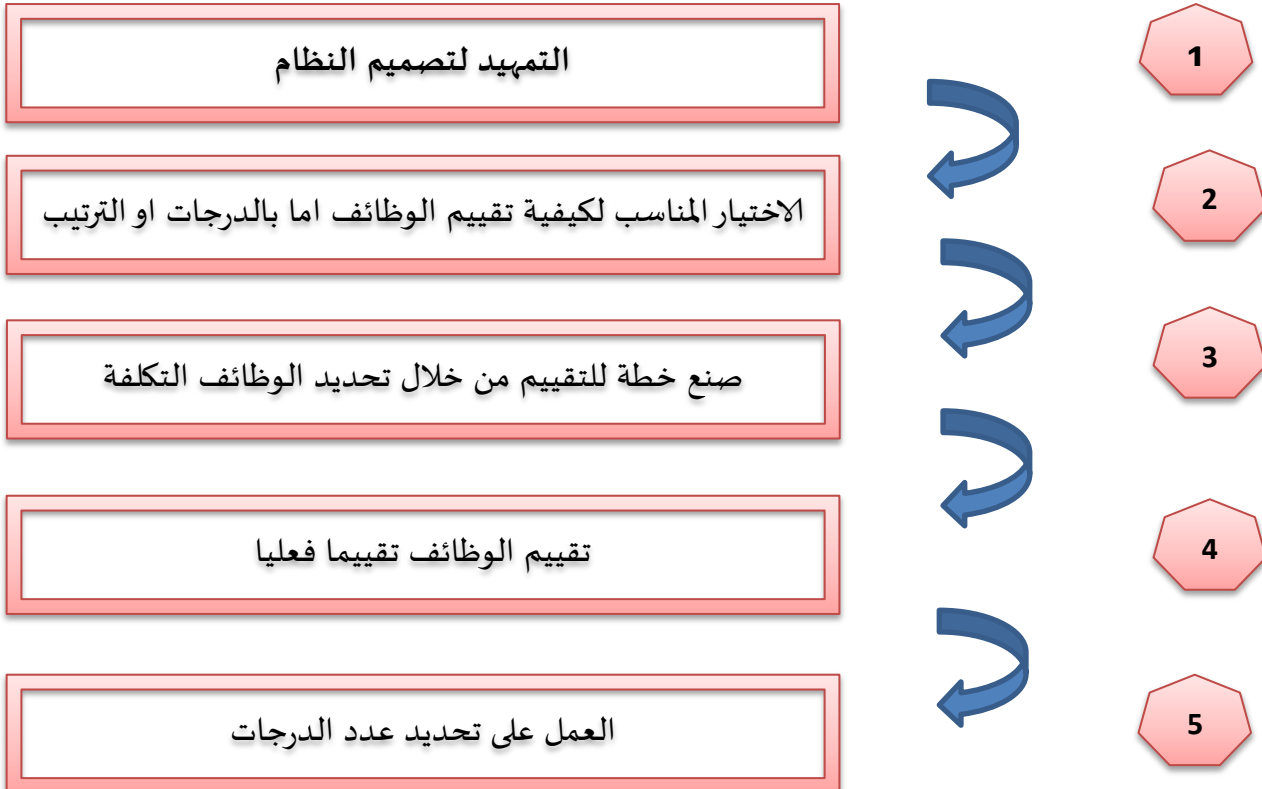 1
التمهيد لتصميم النظام
2
الاختيار المناسب لكيفية تقييم الوظائف اما بالدرجات او الترتيب
3
صنع خطة للتقييم من خلال تحديد الوظائف التكلفة
4
تقييم الوظائف تقييما فعليا
5
العمل على تحديد عدد الدرجات